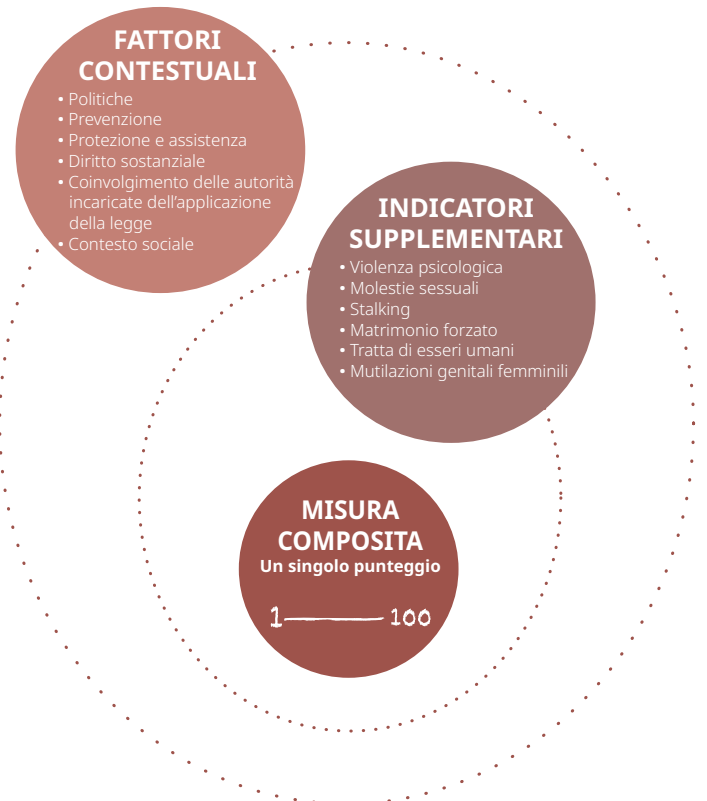 FATTORI
CONTESTUALI
• Politiche
• Prevenzione
• Protezione e assistenza
• Diritto sostanziale
• Coinvolgimento delle autorità
incaricate dell’applicazione
della legge
• Contesto sociale
INDICATORI
SUPPLEMENTARI
• Violenza psicologica
• Molestie sessuali
• Stalking
• Matrimonio forzato
• Tratta di esseri umani
• Mutilazioni genitali femminili
MISURA
COMPOSITA
Un singolo punteggio
1 100